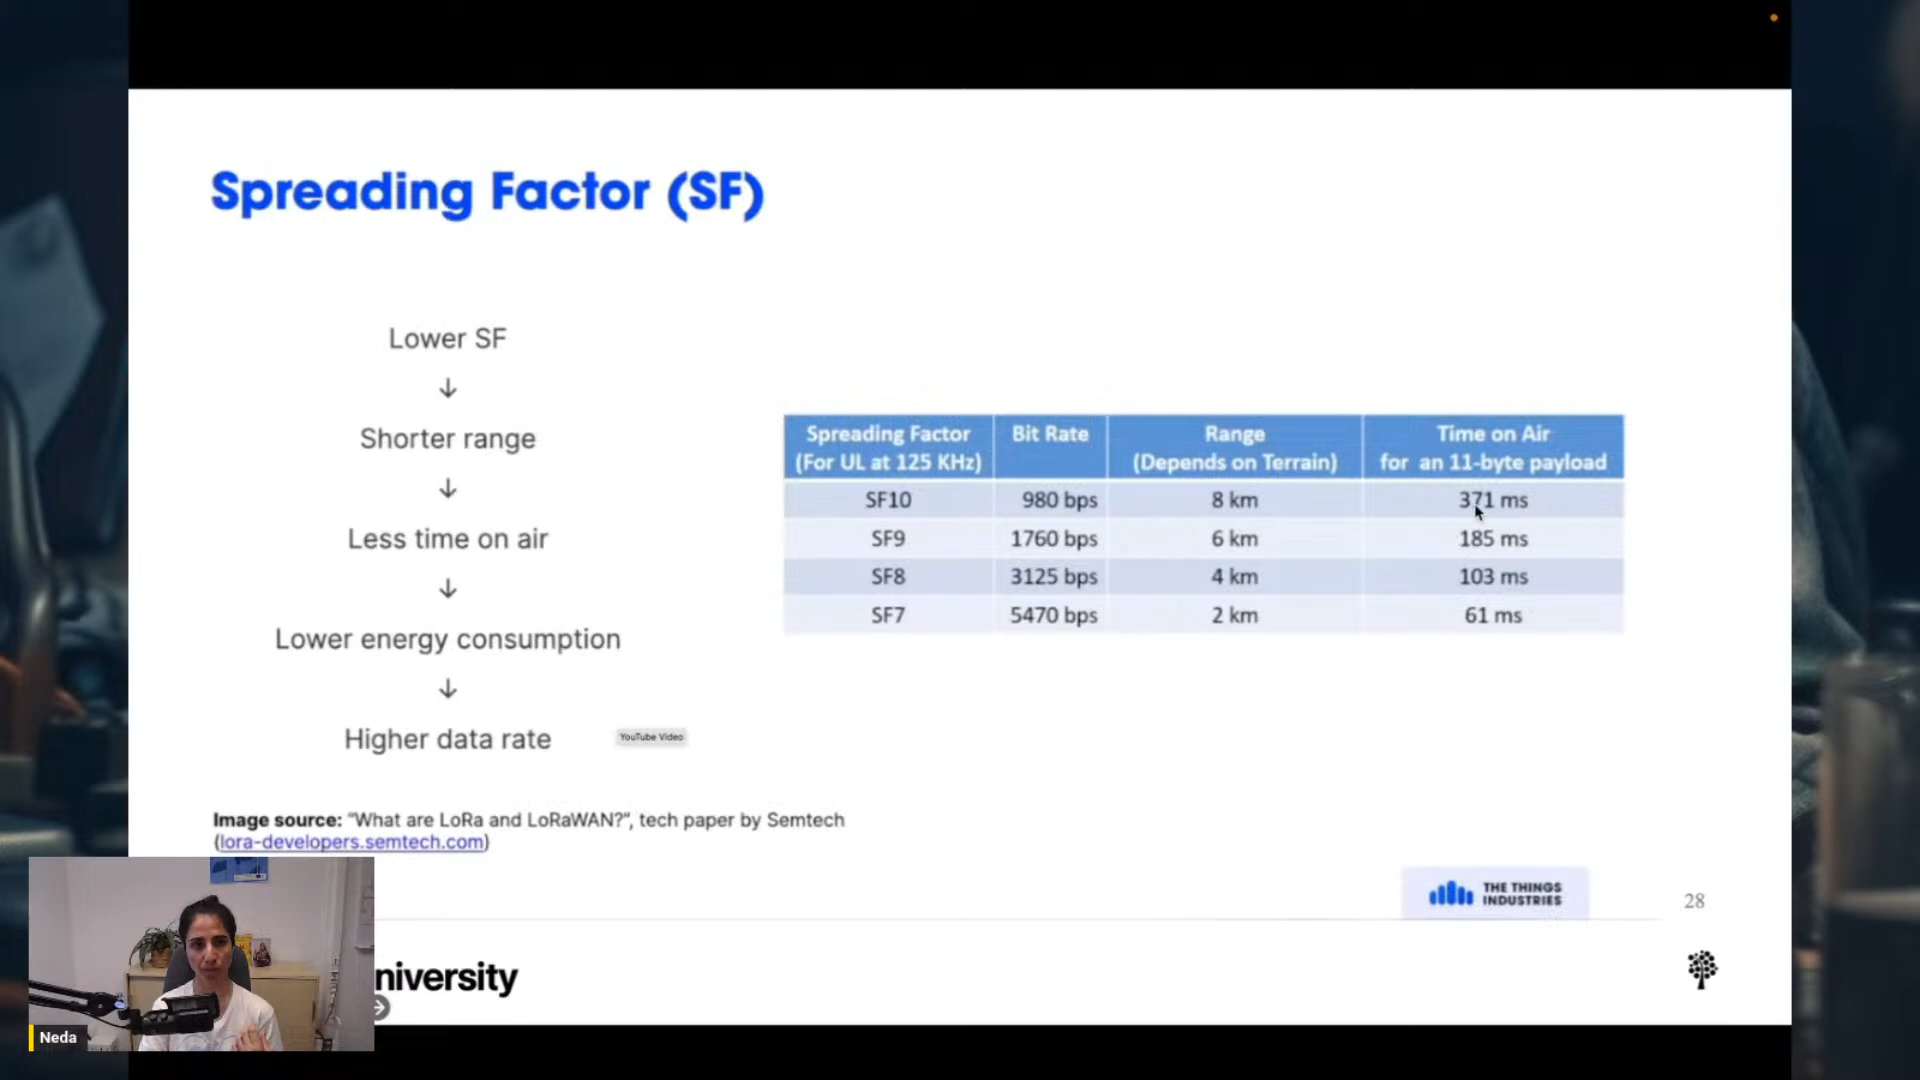 Spreading Factor (SF)
Lower SF
↓
Shorter range
↓
Less time on air
↓
Lower energy consumption
↓
Higher data rate
YouTube Video
Spreading Factor (For UL at 125 KHz) Bit Rate Range (Depends on Terrain) Time on Air for an 11-byte payload
SF10 980 bps 8 km 371 ms
SF9 1760 bps 6 km 185 ms
SF8 3125 bps 4 km 103 ms
SF7 5470 bps 2 km 61 ms
Image source: “What are LoRa and LoRaWAN?”, tech paper by Semtech
(lora-developers.semtech.com)
THE THINGS
INDUSTRIES
28
niversity
Neda